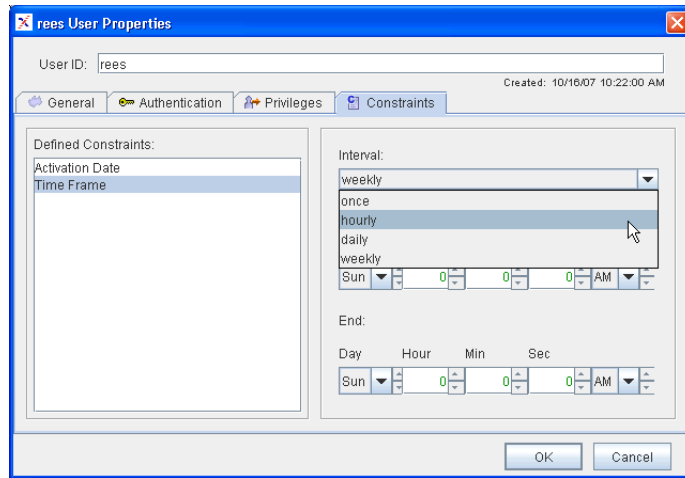 rees User Properties
User ID: rees
Created: 10/16/07 10:22:00 AM
General Authentication Privileges Constraints
Defined Constraints:
Activation Date
Time Frame
Interval:
weekly
once
hourly
daily
weekly
Sun 0 0 0 AM
End:
Day Hour Min Sec
Sun 0 0 0 AM
OK Cancel